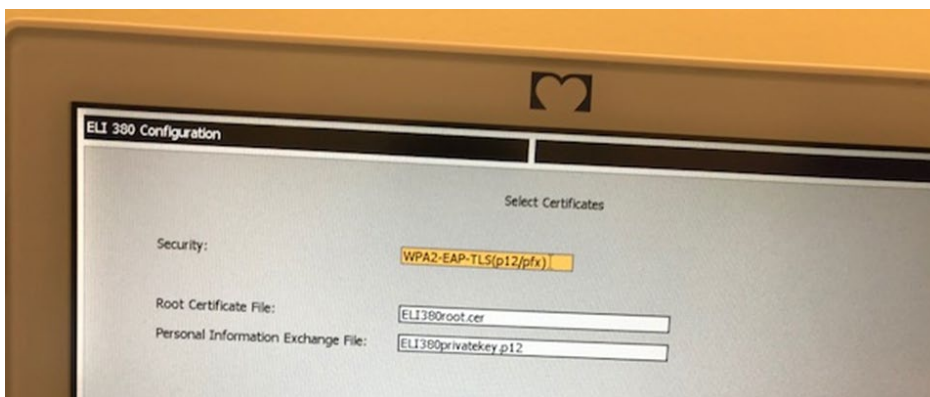 ELI 380 Configuration
Select Certificates
Security: WPA2-EAP-TLS(p12/pfx)
Root Certificate File: ELI380root.cer
Personal Information Exchange File: ELI380privatekey.p12